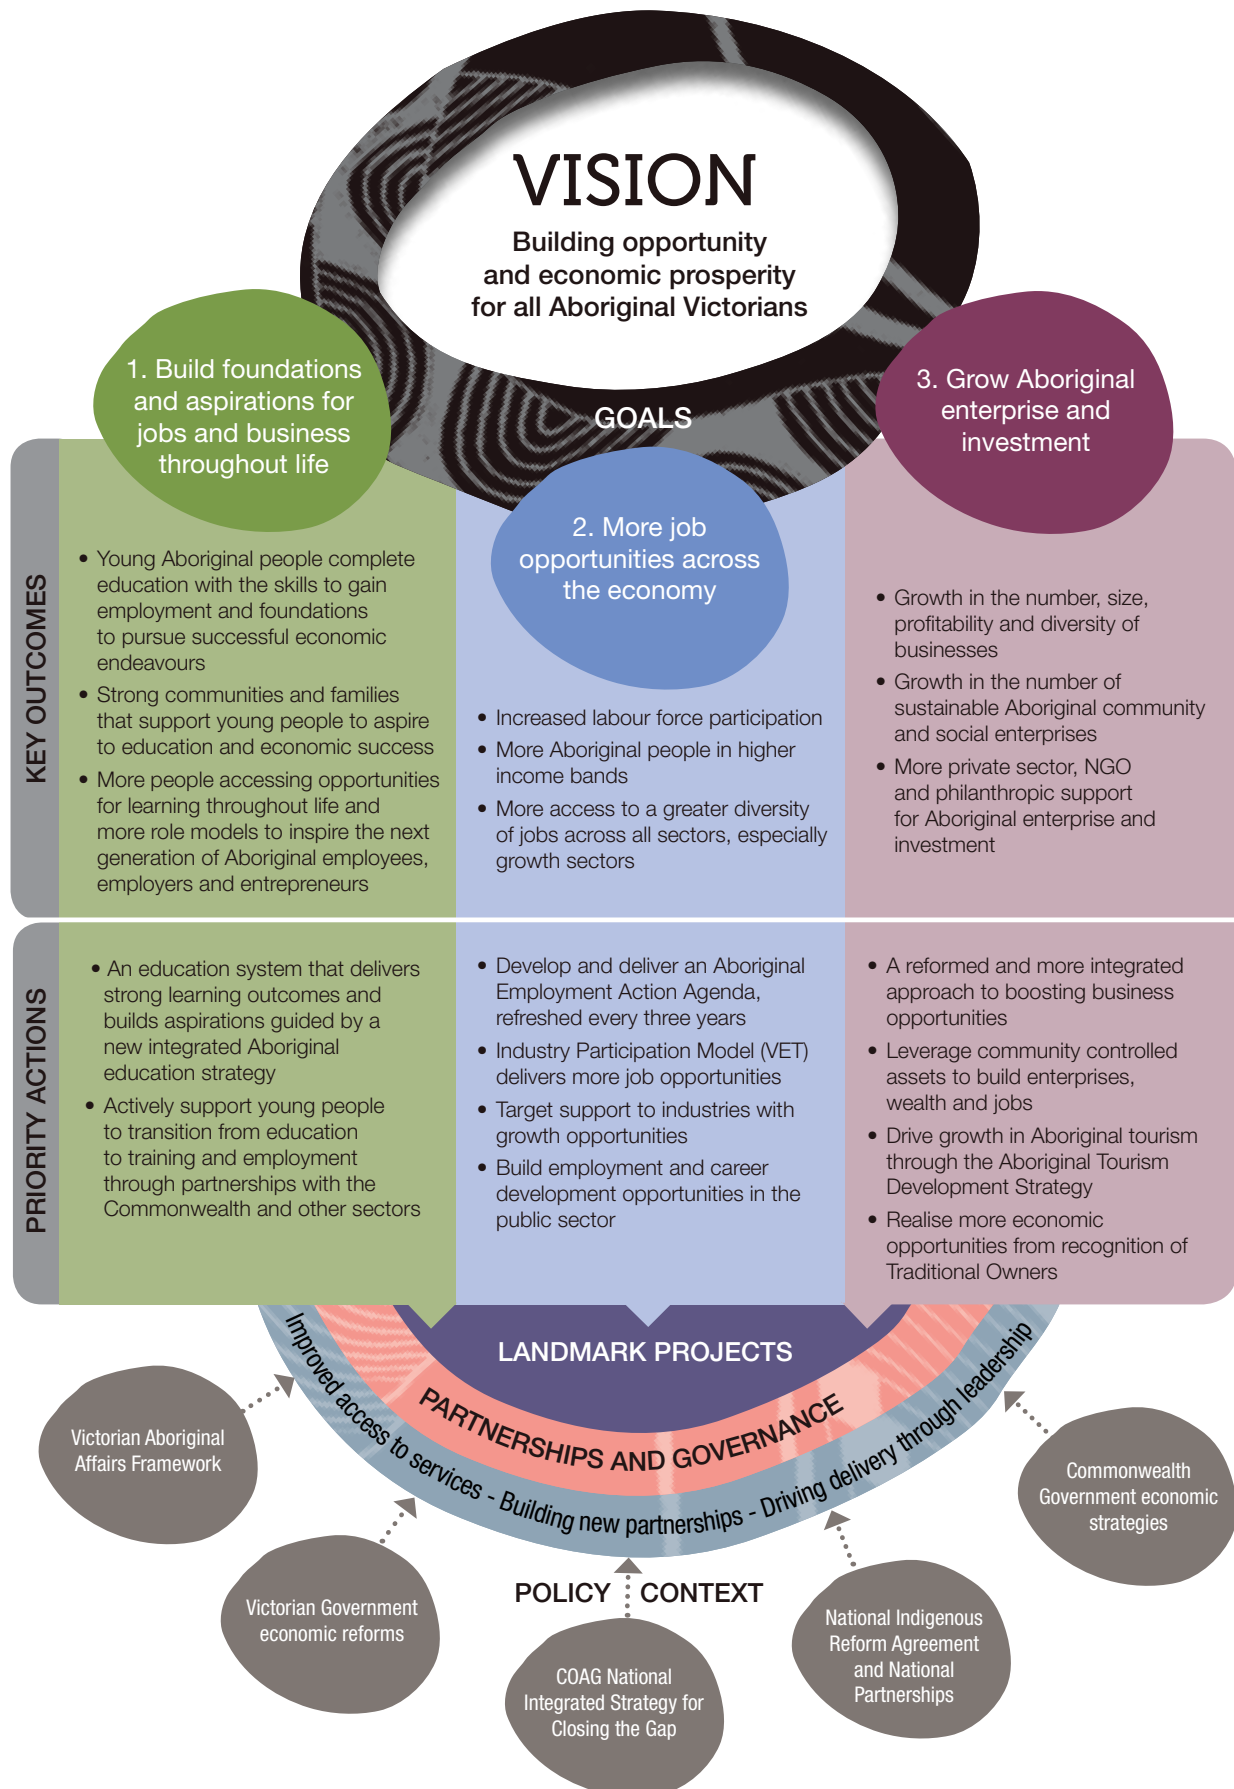 VISION
Building opportunity
and economic prosperity
for all Aboriginal Victorians
GOALS
1. Build foundations
and aspirations for
jobs and business
throughout life
2. More job
opportunities across
the economy
3. Grow Aboriginal
enterprise and
investment
KEY OUTCOMES
• Young Aboriginal people complete
education with the skills to gain
employment and foundations
to pursue successful economic
endeavours
• Strong communities and families
that support young people to aspire
to education and economic success
• More people accessing opportunities
for learning throughout life and
more role models to inspire the next
generation of Aboriginal employees,
employers and entrepreneurs
• Increased labour force participation
• More Aboriginal people in higher
income bands
• More access to a greater diversity
of jobs across all sectors, especially
growth sectors
• Growth in the number, size,
profitability and diversity of
businesses
• Growth in the number of
sustainable Aboriginal community
and social enterprises
• More private sector, NGO
and philanthropic support
for Aboriginal enterprise and
investment
PRIORITY ACTIONS
• An education system that delivers
strong learning outcomes and
builds aspirations guided by a
new integrated Aboriginal
education strategy
• Actively support young people
to transition from education
to training and employment
through partnerships with the
Commonwealth and other sectors
• Develop and deliver an Aboriginal
Employment Action Agenda,
refreshed every three years
• Industry Participation Model (VET)
delivers more job opportunities
• Target support to industries with
growth opportunities
• Build employment and career
development opportunities in the
public sector
• A reformed and more integrated
approach to boosting business
opportunities
• Leverage community controlled
assets to build enterprises,
wealth and jobs
• Drive growth in Aboriginal tourism
through the Aboriginal Tourism
Development Strategy
• Realise more economic
opportunities from recognition of
Traditional Owners
LANDMARK PROJECTS
PARTNERSHIPS AND GOVERNANCE
Improved access to services - Building new partnerships - Driving delivery through leadership
POLICY CONTEXT
Victorian Aboriginal
Affairs Framework
Victorian Government
economic reforms
COAG National
Integrated Strategy for
Closing the Gap
National Indigenous
Reform Agreement
and National
Partnerships
Commonwealth
Government economic
strategies